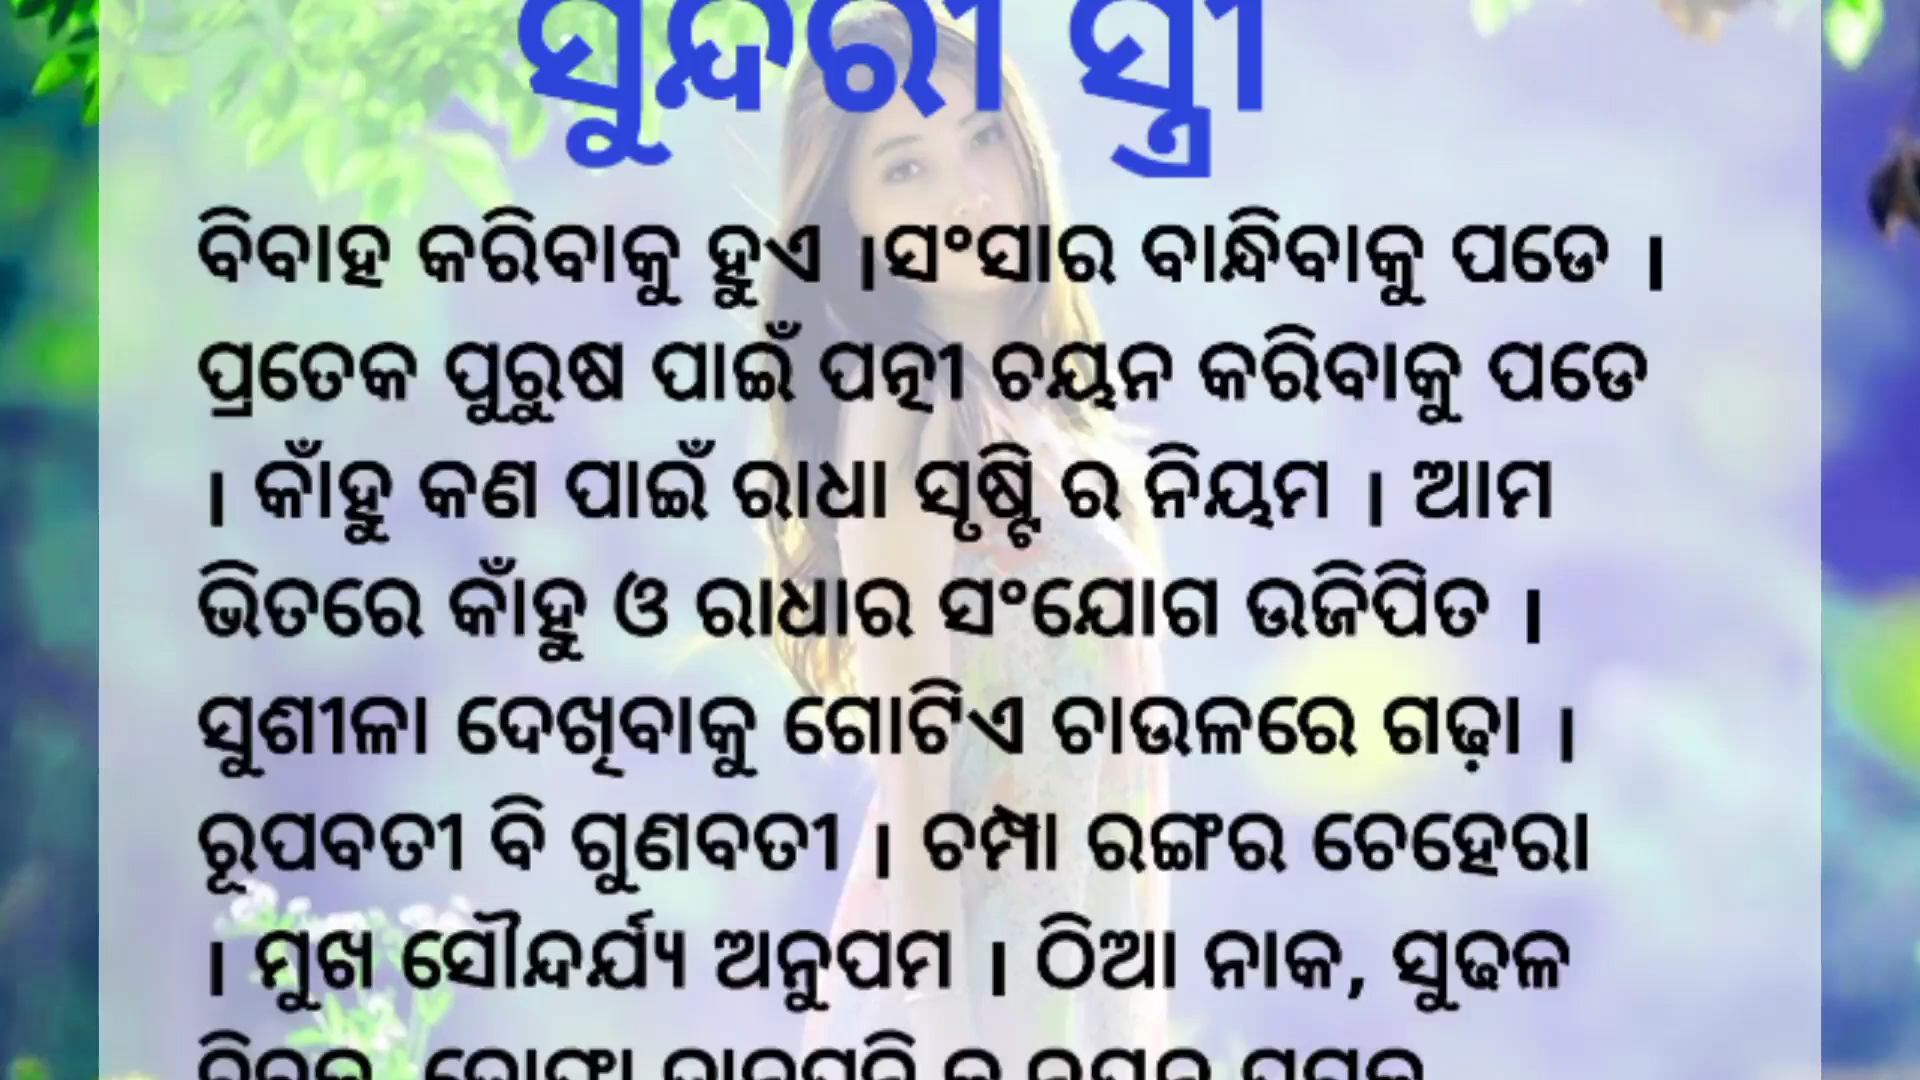 ସୁନ୍ଦରୀ ସ୍ତ୍ରୀ
ବିବାହ କରିବାକୁ ହୁଏ ।ସଂସାର ବାନ୍ଧିବାକୁ ପଡେ ।
ପ୍ରତେକ ପୁରୁଷ ପାଇଁ ପତ୍ନୀ ଚୟନ କରିବାକୁ ପଡେ
। କାଁହୁ କଣ ପାଇଁ ରାଧା ସୃଷ୍ଟି ର ନିୟମ । ଆମ
ଭିତରେ କାଁହୁ ଓ ରାଧାର ସଂଯୋଗ ଉଜିପିତ ।
ସୁଶୀଳା ଦେଖିବାକୁ ଗୋଟିଏ ଚାଉଳରେ ଗଢ଼ା ।
ରୂପବତୀ ବି ଗୁଣବତୀ । ଚମ୍ପା ରଙ୍ଗର ଚେହେରା
। ମୁଖ ସୌନ୍ଦର୍ଯ୍ୟ ଅନୁପମ । ଠିଆ ନାକ, ସୁଢଳ